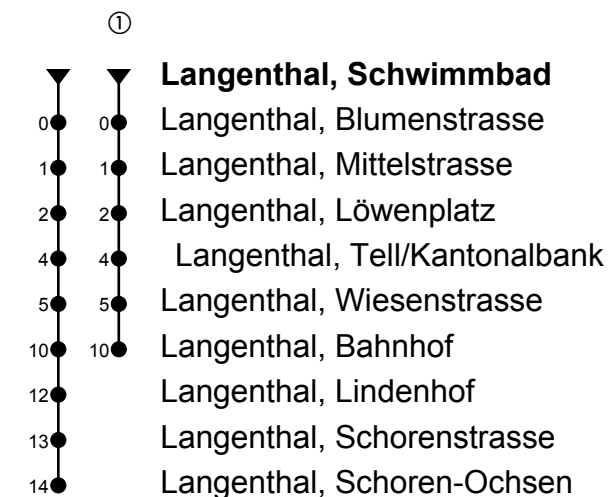 ①
Langenthal, Schwimmbad
0 0 Langenthal, Blumenstrasse
1 1 Langenthal, Mittelstrasse
2 2 Langenthal, Löwenplatz
4 4 Langenthal, Tell/Kantonalbank
5 5 Langenthal, Wiesenstrasse
10 10 Langenthal, Bahnhof
12 Langenthal, Lindenhof
13 Langenthal, Schorenstrasse
14 Langenthal, Schoren-Ochsen